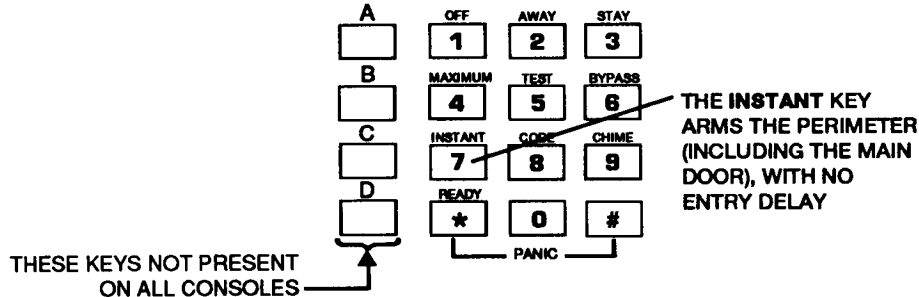 A OFF AWAY STAY
1 2 3
B MAXIMUM TEST BYPASS
4 5 6
C INSTANT CODE CHIME
7 8 9
D READY
* 0 #
PANIC
THE INSTANT KEY
ARMS THE PERIMETER
(INCLUDING THE MAIN
DOOR), WITH NO
ENTRY DELAY
THESE KEYS NOT PRESENT
ON ALL CONSOLES